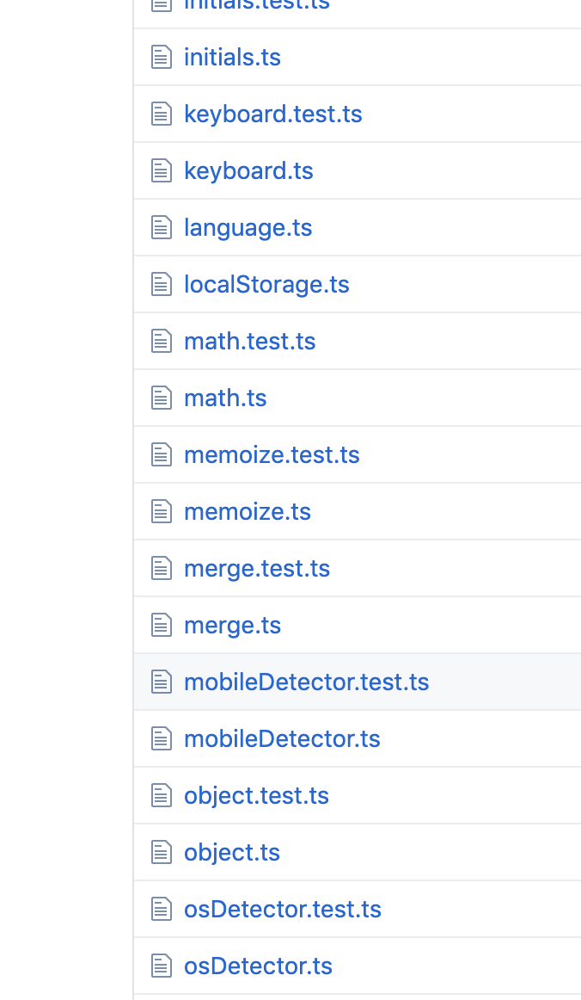 initials.test.ts
initials.ts
keyboard.test.ts
keyboard.ts
language.ts
localStorage.ts
math.test.ts
math.ts
memoize.test.ts
memoize.ts
merge.test.ts
merge.ts
mobileDetector.test.ts
mobileDetector.ts
object.test.ts
object.ts
osDetector.test.ts
osDetector.ts